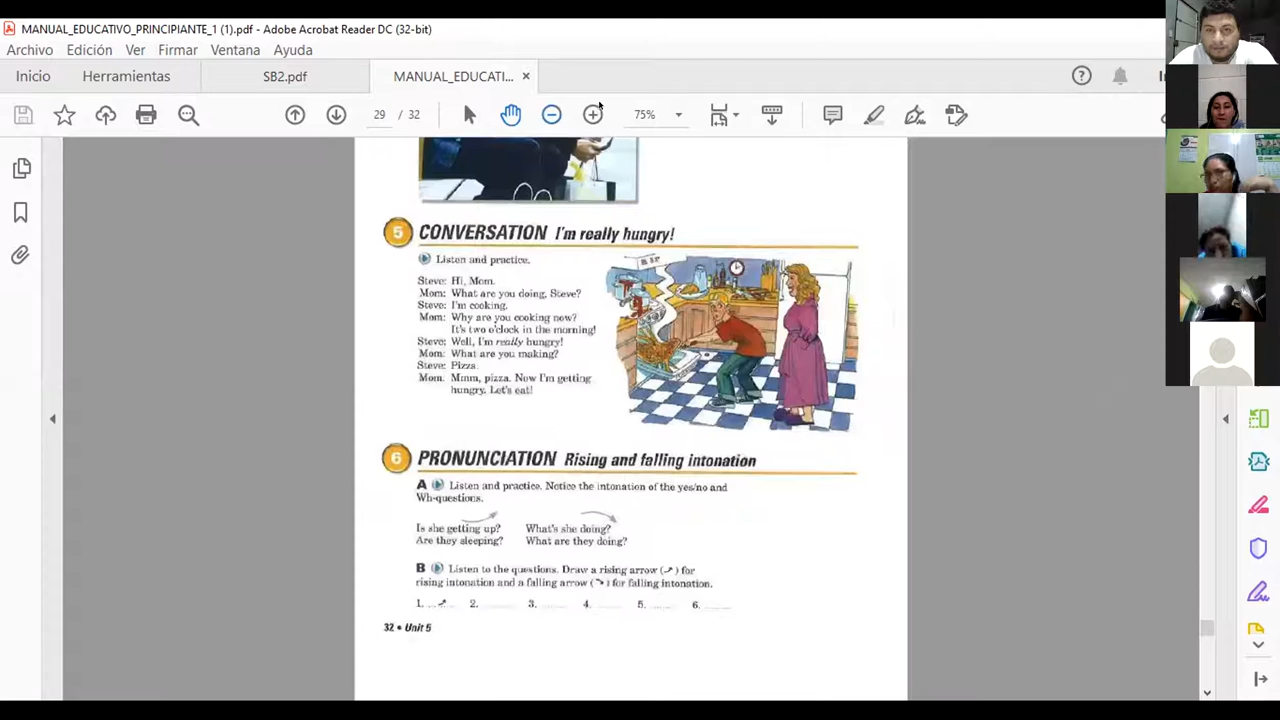 MANUAL_EDUCATIVO_PRINCIPIANTE_1 (1).pdf - Adobe Acrobat Reader DC (32-bit)
Archivo Edición Ver Firmar Ventana Ayuda
Inicio Herramientas SB2.pdf MANUAL_EDUCATI... ×
29 / 32 75%
5 CONVERSATION I'm really hungry!
Listen and practice.
Steve: Hi, Mom.
Mom: What are you doing, Steve?
Steve: I'm cooking.
Mom: Why are you cooking now?
It's two o'clock in the morning!
Steve: Well, I'm really hungry!
Mom: What are you making?
Steve: Pizza.
Mom. Mmm, pizza. Now I'm getting
hungry. Let's eat!
6 PRONUNCIATION Rising and falling intonation
A Listen and practice. Notice the intonation of the yes/no and
Wh-questions.
Is she getting up? What's she doing?
Are they sleeping? What are they doing?
B Listen to the questions. Draw a rising arrow ( ) for
rising intonation and a falling arrow ( ) for falling intonation.
1. 2. 3. 4. 5. 6.
32 • Unit 5